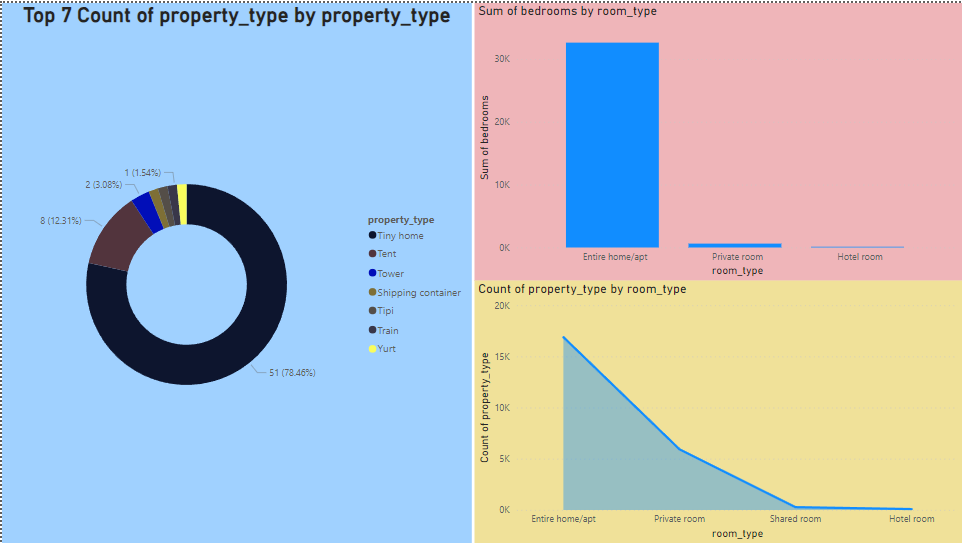 Top 7 Count of property_type by property_type
1 (1.54%)
2 (3.08%)
8 (12.31%)
51 (78.46%)
property_type
Tiny home
Tent
Tower
Shipping container
Tipi
Train
Yurt
Sum of bedrooms by room_type
Sum of bedrooms
30K
20K
10K
0K
Entire home/apt
Private room
Hotel room
room_type
Count of property_type by room_type
Count of property_type
20K
15K
10K
5K
0K
Entire home/apt
Private room
Shared room
Hotel room
room_type